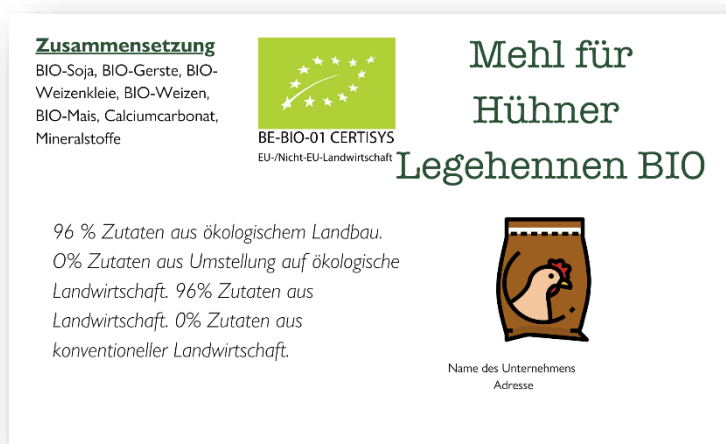 Zusammensetzung
BIO-Soja, BIO-Gerste, BIO-
Weizenkleie, BIO-Weizen,
BIO-Mais, Calciumcarbonat,
Mineralstoffe
BE-BIO-01 CERTISYS
EU-/Nicht-EU-Landwirtschaft
Mehl für
Hühner
Legehennen BIO
96 % Zutaten aus ökologischem Landbau.
0% Zutaten aus Umstellung auf ökologische
Landwirtschaft. 96% Zutaten aus
Landwirtschaft. 0% Zutaten aus
konventioneller Landwirtschaft.
Name des Unternehmens
Adresse